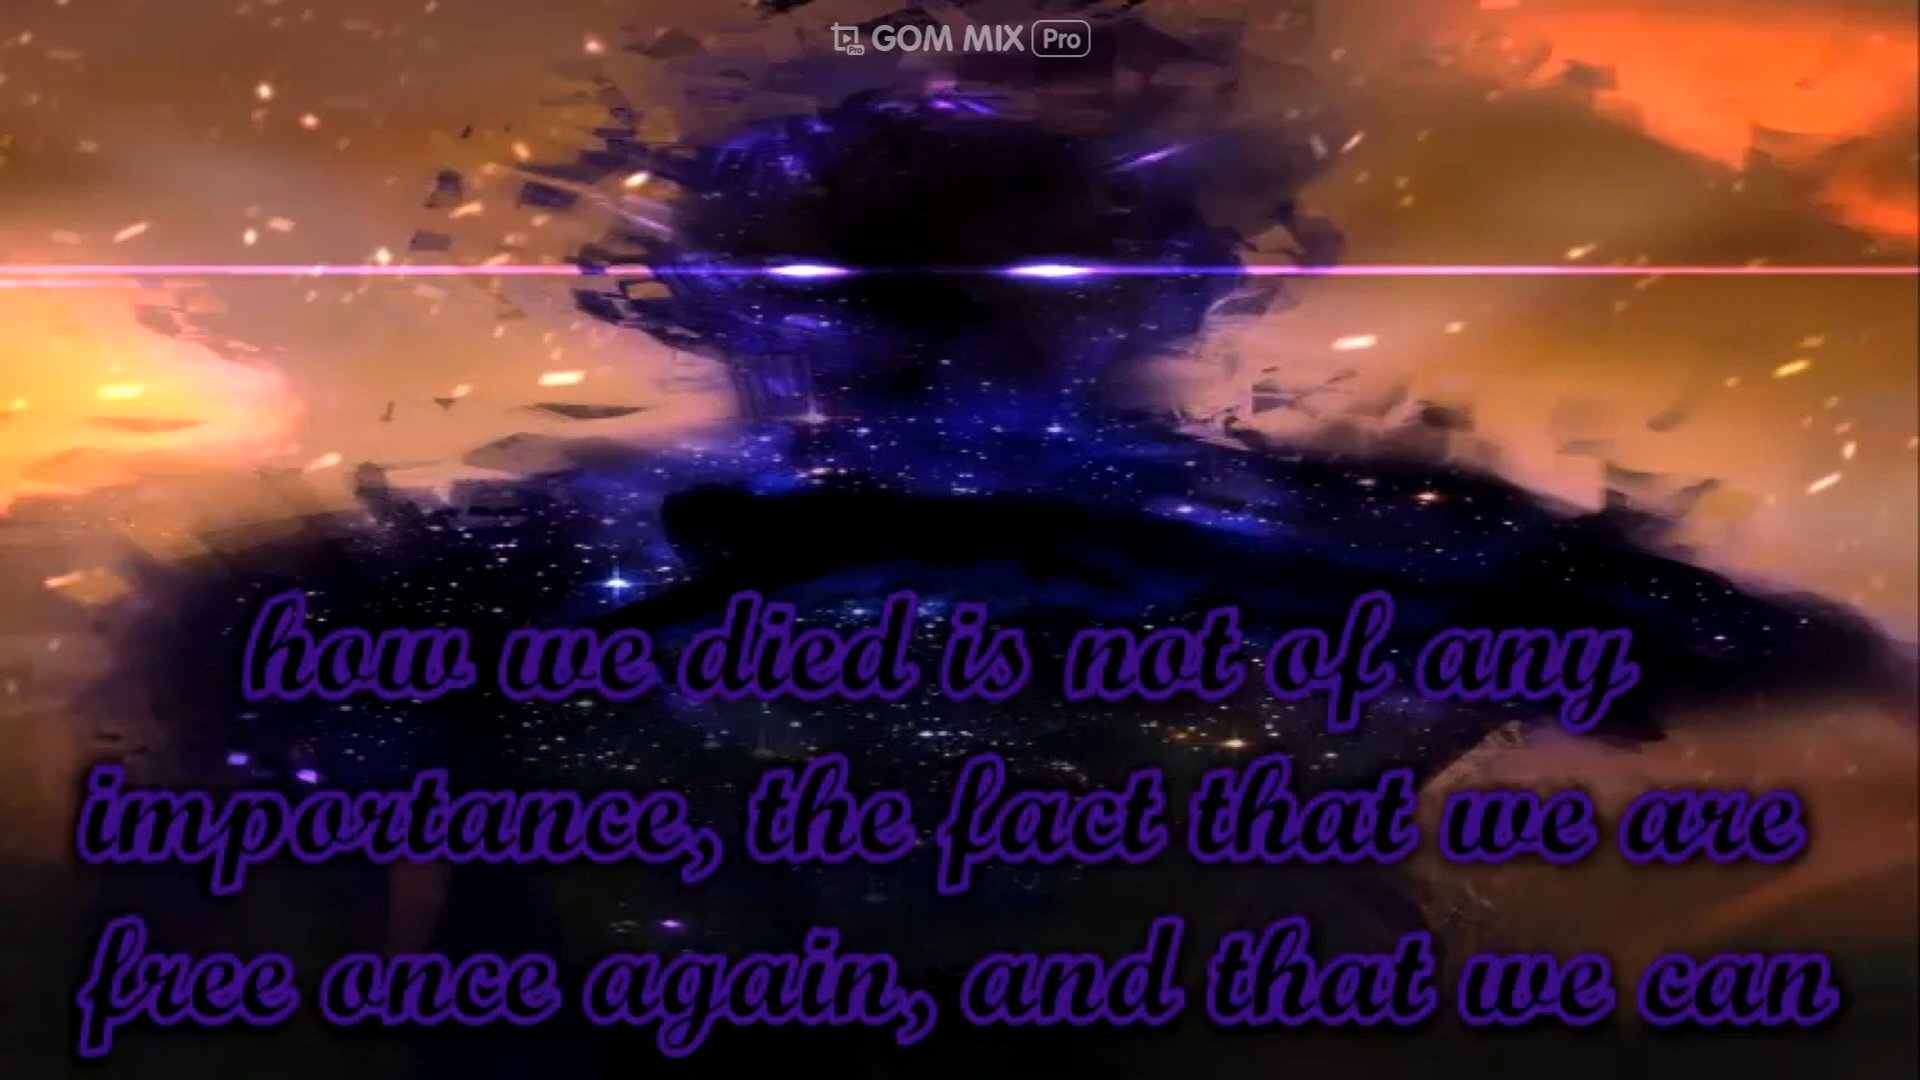 GOM MIX Pro
how we died is not of any
importance, the fact that we are
free once again, and that we can